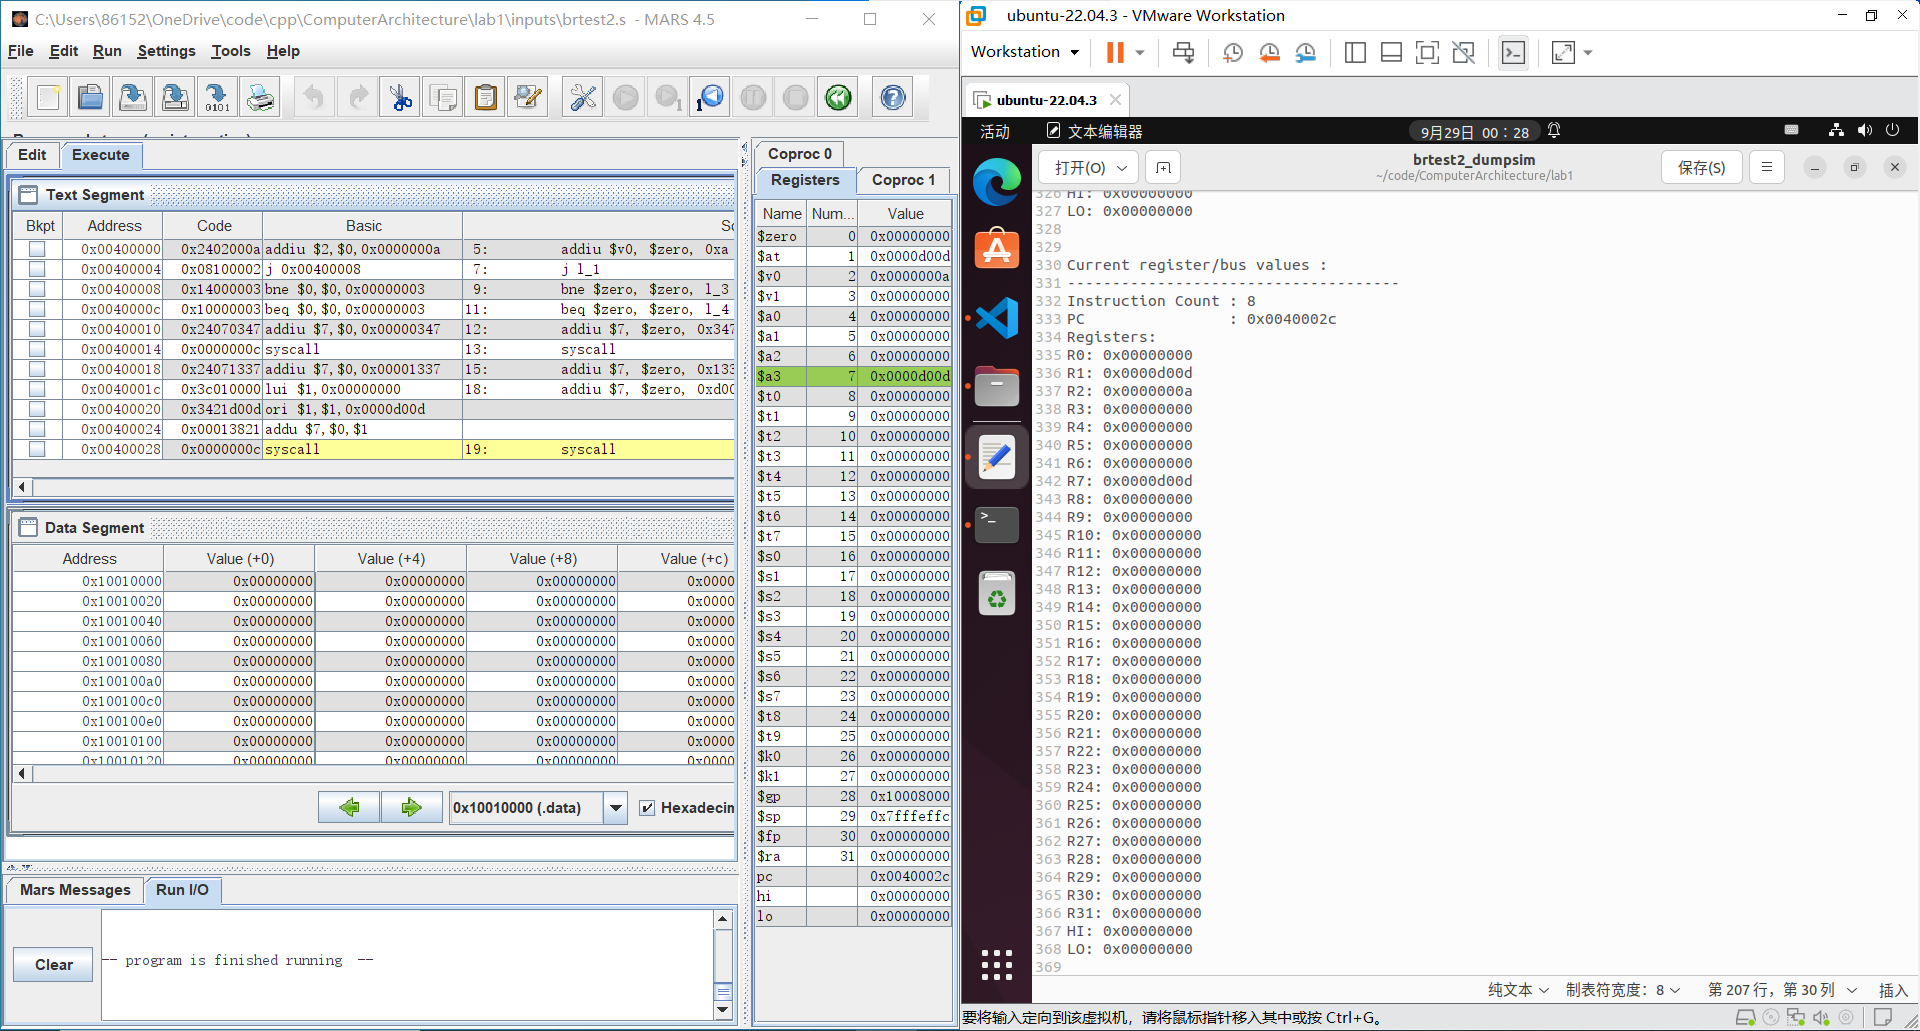 C:\Users\86152\OneDrive\code\cpp\ComputerArchitecture\lab1\inputs\brtest2.s - MARS 4.5
File Edit Run Settings Tools Help
Edit Execute
Text Segment
Bkpt Address Code Basic
0x00400000 0x2402000a addiu $2,$0,0x0000000a 5: addiu $v0, $zero, 0xa
0x00400004 0x08100002 j 0x00400008 7: j l_1
0x00400008 0x14000003 bne $0,$0,0x00000003 9: bne $zero, $zero, l_3
0x0040000c 0x10000003 beq $0,$0,0x00000003 11: beq $zero, $zero, l_4
0x00400010 0x24070347 addiu $7,$0,0x00000347 12: addiu $7, $zero, 0x347
0x00400014 0x0000000c syscall 13: syscall
0x00400018 0x24071337 addiu $7,$0,0x00001337 15: addiu $7, $zero, 0x133
0x0040001c 0x3c010000 lui $1,0x00000000 18: addiu $7, $zero, 0xd00
0x00400020 0x3421d00d ori $1,$1,0x0000d00d
0x00400024 0x00013821 addu $7,$0,$1
0x00400028 0x0000000c syscall 19: syscall
Data Segment
Address Value (+0) Value (+4) Value (+8) Value (+c)
0x10010000 0x00000000 0x00000000 0x00000000 0x0000
0x10010020 0x00000000 0x00000000 0x00000000 0x0000
0x10010040 0x00000000 0x00000000 0x00000000 0x0000
0x10010060 0x00000000 0x00000000 0x00000000 0x0000
0x10010080 0x00000000 0x00000000 0x00000000 0x0000
0x100100a0 0x00000000 0x00000000 0x00000000 0x0000
0x100100c0 0x00000000 0x00000000 0x00000000 0x0000
0x100100e0 0x00000000 0x00000000 0x00000000 0x0000
0x10010100 0x00000000 0x00000000 0x00000000 0x0000
0x10010120 0x00000000 0x00000000 0x00000000 0x0000
0x10010000 (.data) Hexadecim
Mars Messages Run I/O
Clear
-- program is finished running --
Coproc 0
Registers Coproc 1
Name Num... Value
$zero 0 0x00000000
$at 1 0x0000d00d
$v0 2 0x0000000a
$v1 3 0x00000000
$a0 4 0x00000000
$a1 5 0x00000000
$a2 6 0x00000000
$a3 7 0x0000d00d
$t0 8 0x00000000
$t1 9 0x00000000
$t2 10 0x00000000
$t3 11 0x00000000
$t4 12 0x00000000
$t5 13 0x00000000
$t6 14 0x00000000
$t7 15 0x00000000
$s0 16 0x00000000
$s1 17 0x00000000
$s2 18 0x00000000
$s3 19 0x00000000
$s4 20 0x00000000
$s5 21 0x00000000
$s6 22 0x00000000
$s7 23 0x00000000
$t8 24 0x00000000
$t9 25 0x00000000
$k0 26 0x00000000
$k1 27 0x00000000
$gp 28 0x10008000
$sp 29 0x7fffeffc
$fp 30 0x00000000
$ra 31 0x00000000
pc 0x0040002c
hi 0x00000000
lo 0x00000000
ubuntu-22.04.3 - VMware Workstation
Workstation
ubuntu-22.04.3
活动 文本编辑器 9月29日 00：28
打开(O) brtest2_dumpsim 保存(S)
~/code/ComputerArchitecture/lab1
326 HI: 0x00000000
327 LO: 0x00000000
328
329
330 Current register/bus values :
331 -------------------------------------
332 Instruction Count : 8
333 PC : 0x0040002c
334 Registers:
335 R0: 0x00000000
336 R1: 0x0000d00d
337 R2: 0x0000000a
338 R3: 0x00000000
339 R4: 0x00000000
340 R5: 0x00000000
341 R6: 0x00000000
342 R7: 0x0000d00d
343 R8: 0x00000000
344 R9: 0x00000000
345 R10: 0x00000000
346 R11: 0x00000000
347 R12: 0x00000000
348 R13: 0x00000000
349 R14: 0x00000000
350 R15: 0x00000000
351 R16: 0x00000000
352 R17: 0x00000000
353 R18: 0x00000000
354 R19: 0x00000000
355 R20: 0x00000000
356 R21: 0x00000000
357 R22: 0x00000000
358 R23: 0x00000000
359 R24: 0x00000000
360 R25: 0x00000000
361 R26: 0x00000000
362 R27: 0x00000000
363 R28: 0x00000000
364 R29: 0x00000000
365 R30: 0x00000000
366 R31: 0x00000000
367 HI: 0x00000000
368 LO: 0x00000000
369
纯文本 制表符宽度：8 第 207 行，第 30 列 插入
要将输入定向到该虚拟机，请将鼠标指针移入其中或按 Ctrl+G。